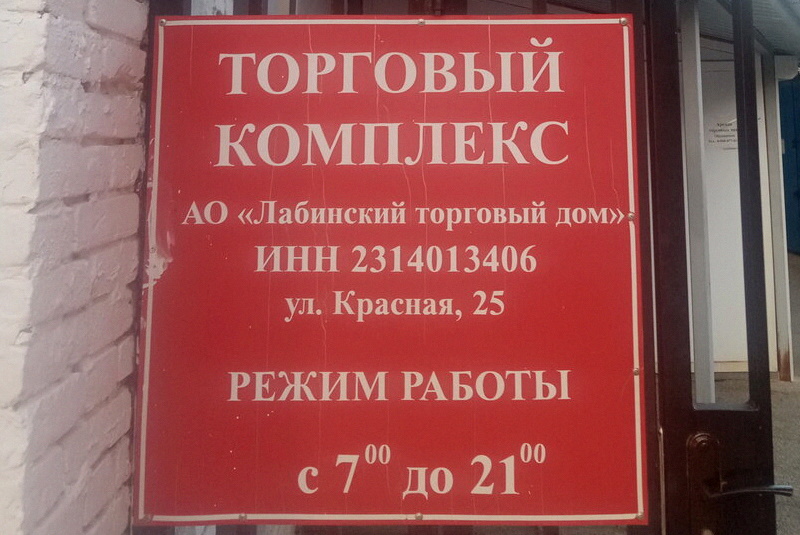 ТОРГОВЫЙ
КОМПЛЕКС
АО «Лабинский торговый дом»
ИНН 2314013406
ул. Красная, 25
РЕЖИМ РАБОТЫ
с 7⁰⁰ до 21⁰⁰